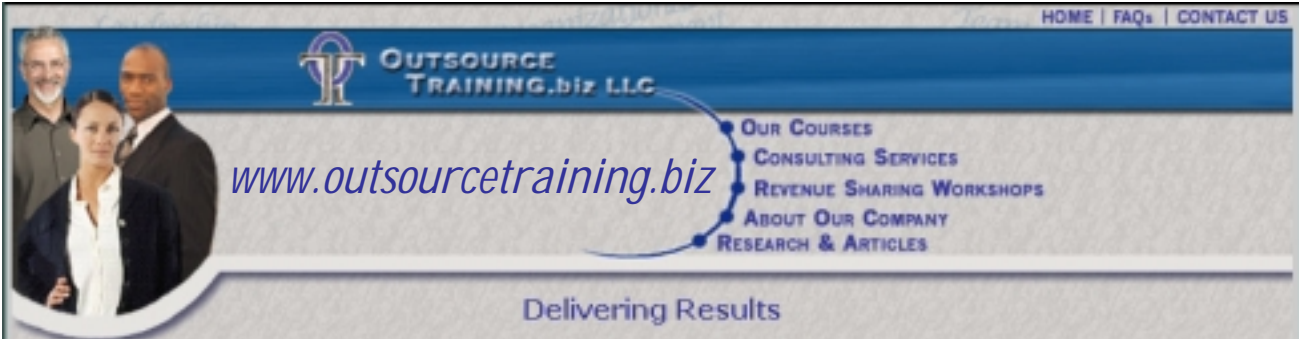 HOME | FAQs | CONTACT US
OUTSOURCE
TRAINING.biz LLC
OUR COURSES
CONSULTING SERVICES
www.outsourcetraining.biz
REVENUE SHARING WORKSHOPS
ABOUT OUR COMPANY
RESEARCH & ARTICLES
Delivering Results